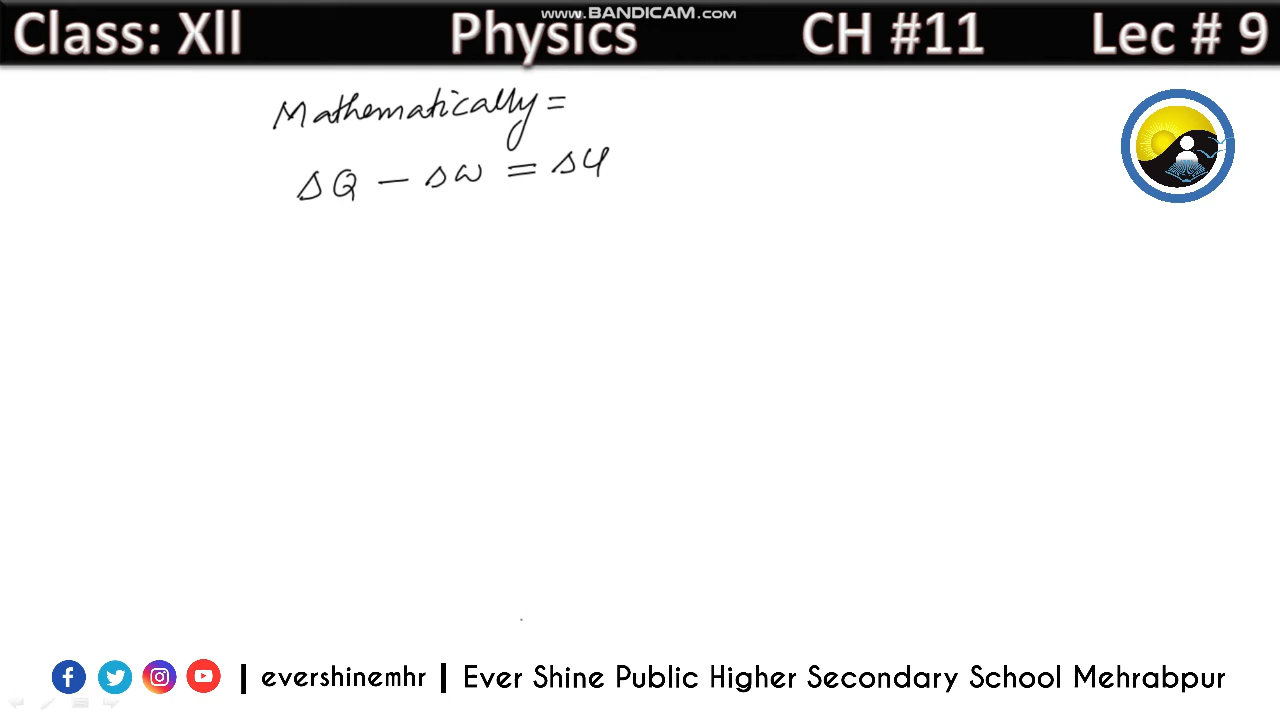 www.BANDICAM.com
Class: XII Physics CH #11 Lec # 9
Mathematically =
ΔQ − ΔW = ΔU
| evershinemhr | Ever Shine Public Higher Secondary School Mehrabpur